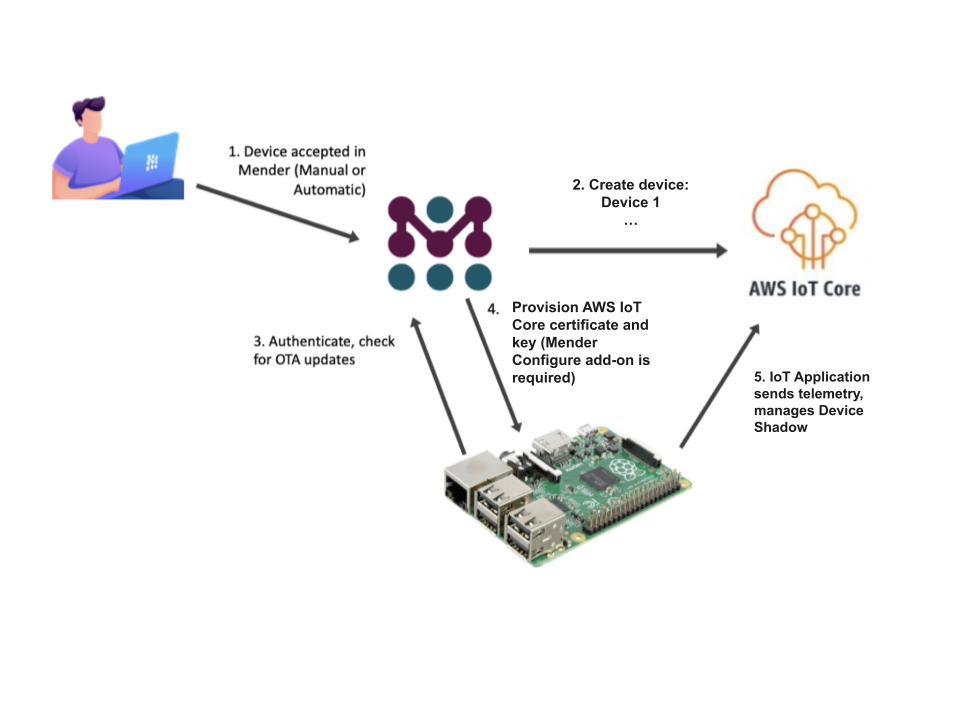 1. Device accepted in
Mender (Manual or
Automatic)
2. Create device:
Device 1
...
AWS IoT Core
4.
Provision AWS IoT
Core certificate and
key (Mender
Configure add-on is
required)
3. Authenticate, check
for OTA updates
5. IoT Application
sends telemetry,
manages Device
Shadow